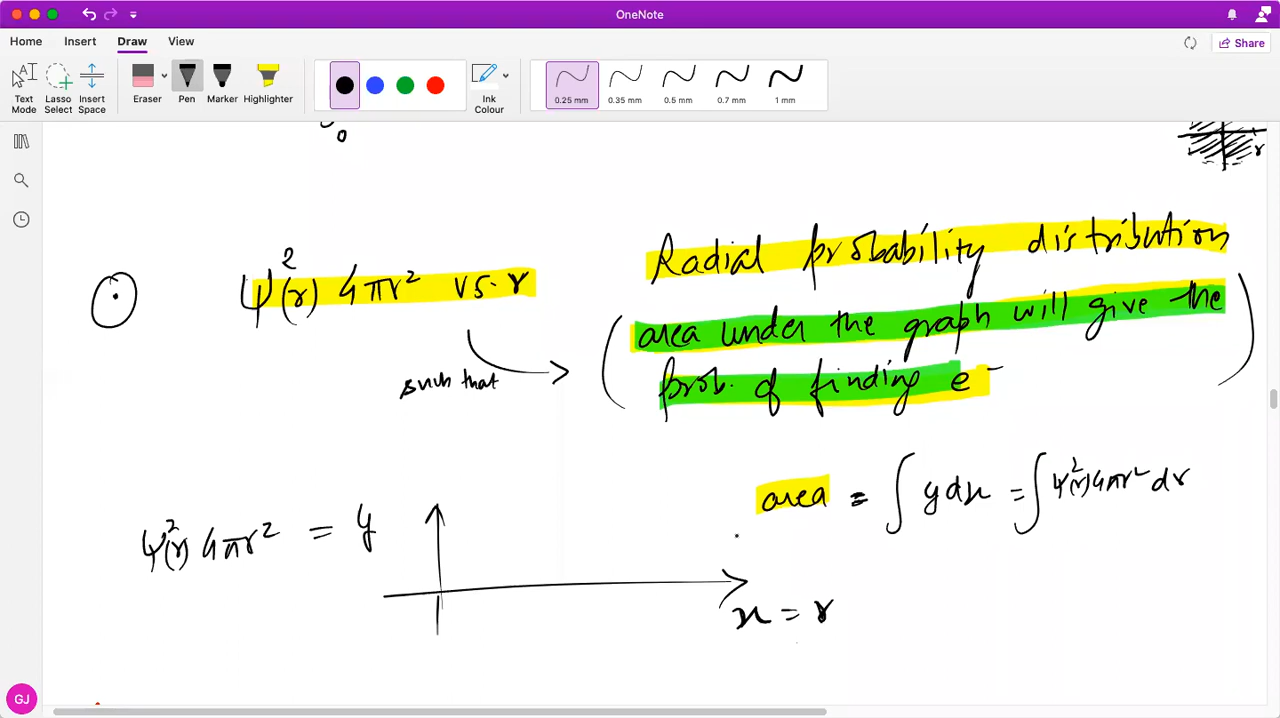 OneNote
Home Insert Draw View
Share
Text Mode
Lasso Select
Insert Space
Eraser
Pen
Marker
Highlighter
Ink Colour
0.25 mm
0.35 mm
0.5 mm
0.7 mm
1 mm
0
r
ψ²(r) 4πr² vs. r
Radial probability distribution
(area under the graph will give the
prob. of finding e⁻)
such that
area = ∫ y dx = ∫ ψ²(r) 4πr² dr
ψ²(r) 4πr² = y
x = r
GJ